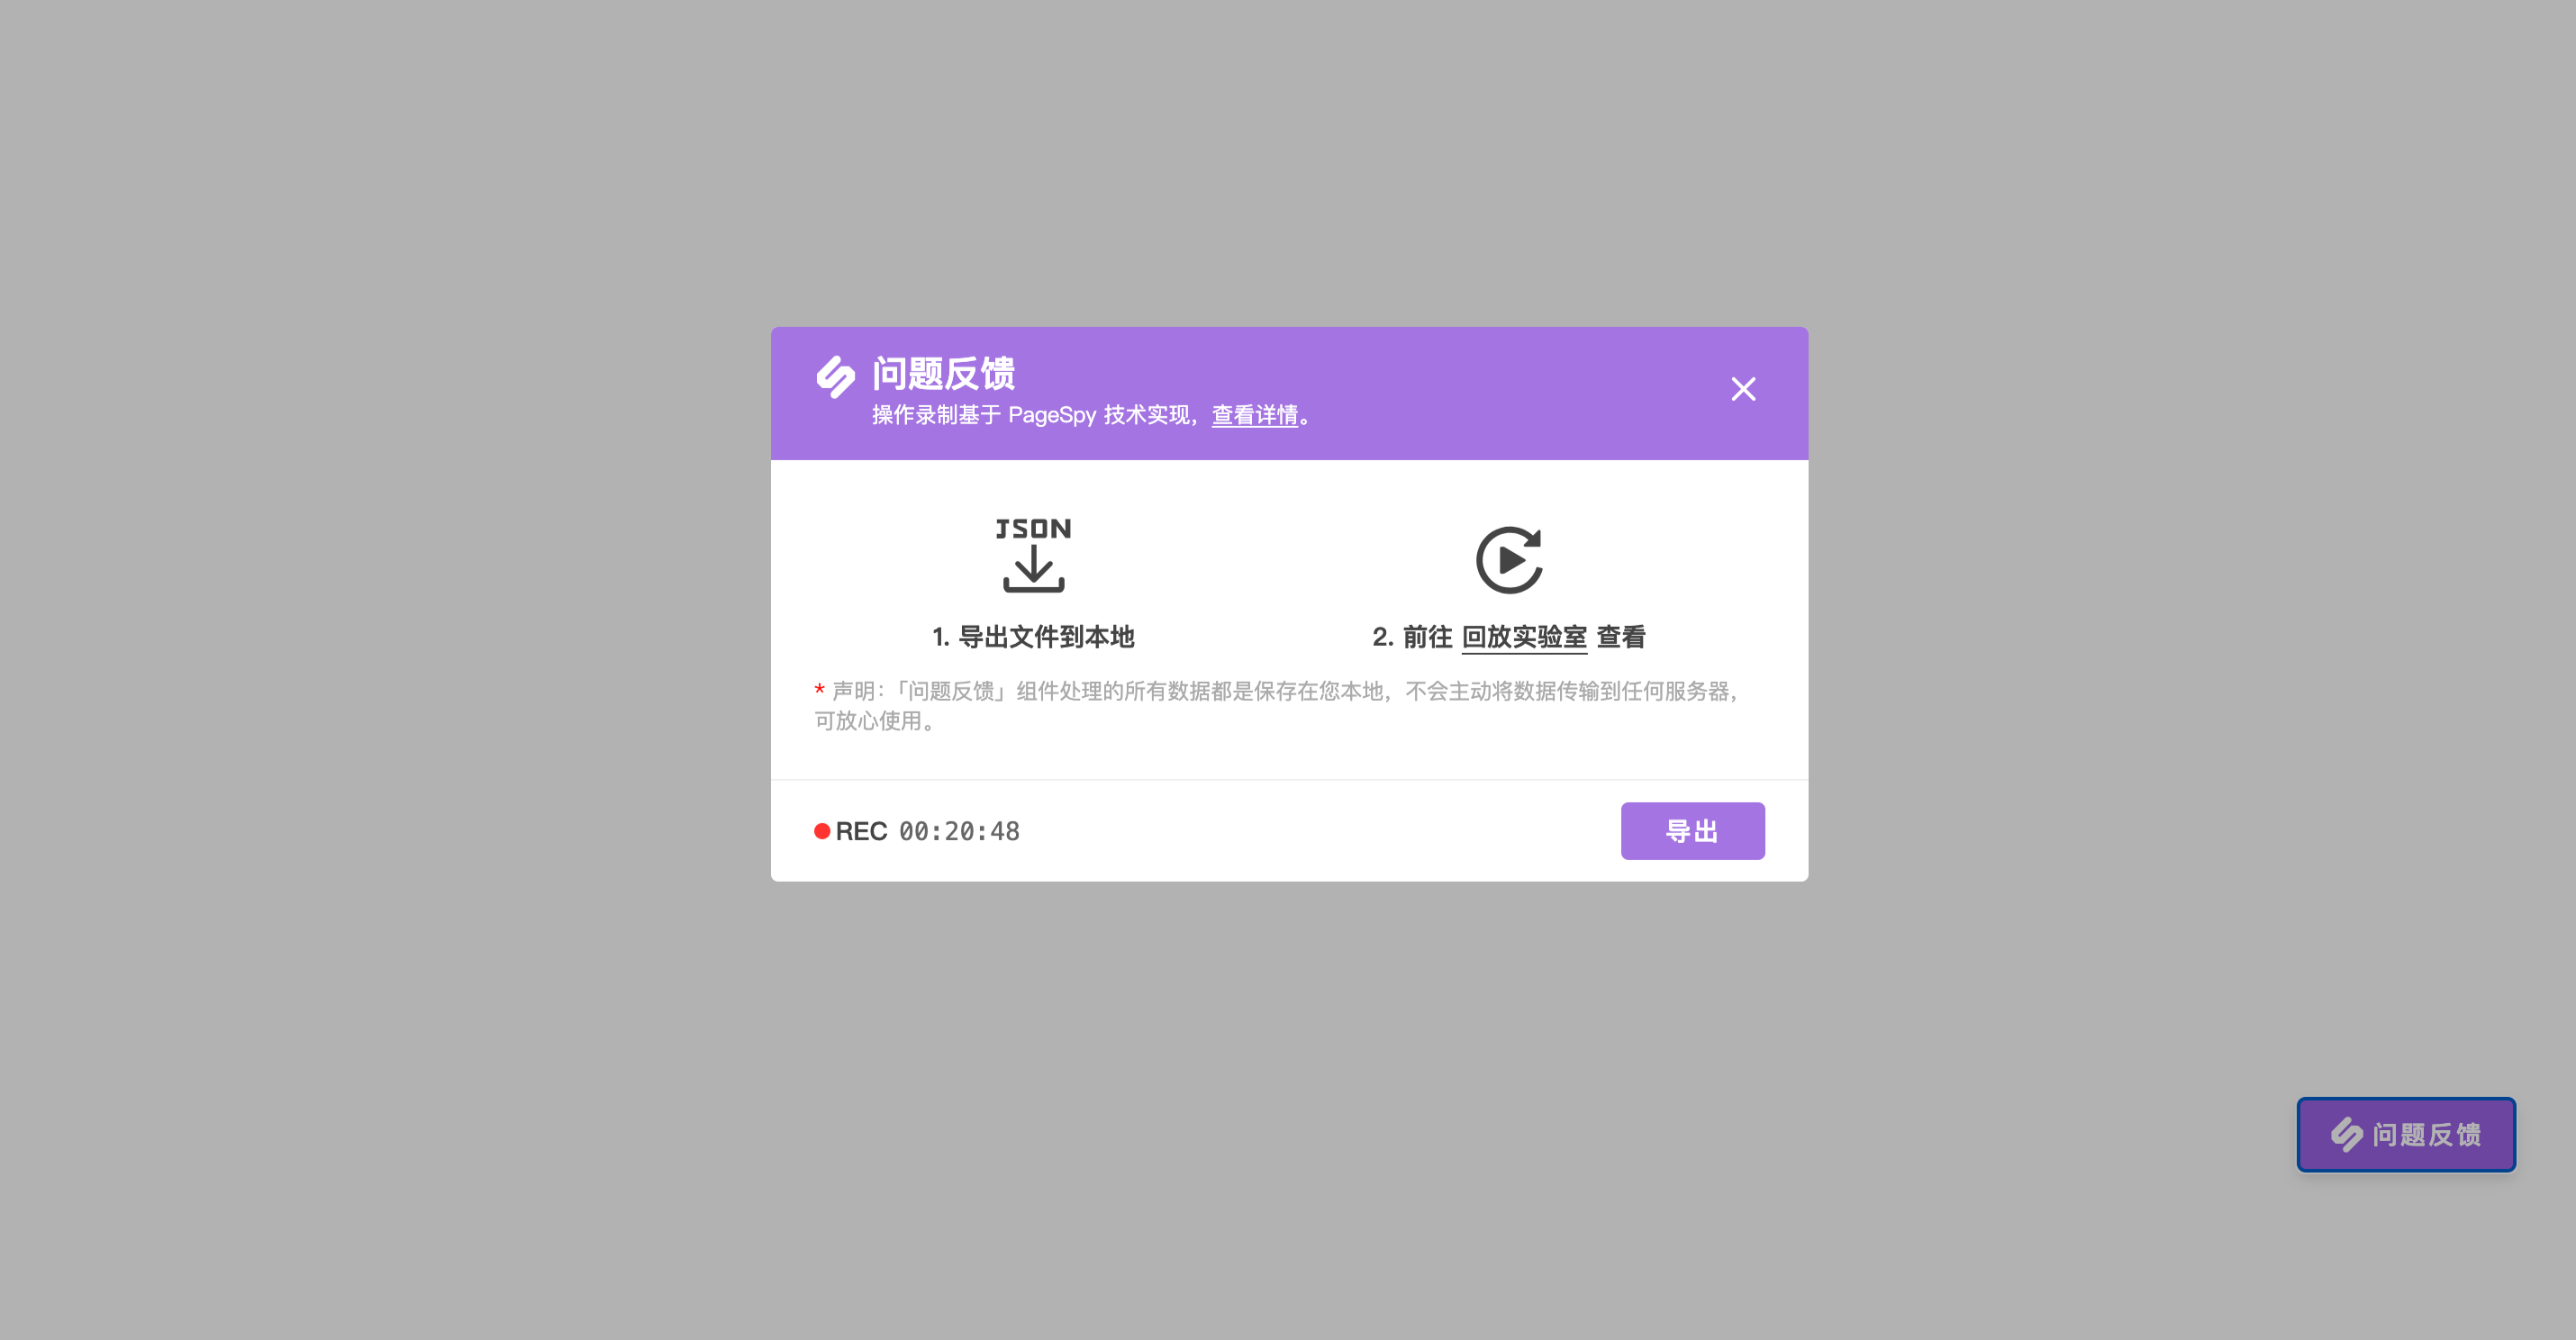 问题反馈
操作录制基于 PageSpy 技术实现，查看详情。
JSON
1. 导出文件到本地
2. 前往 回放实验室 查看
* 声明：「问题反馈」组件处理的所有数据都是保存在您本地，不会主动将数据传输到任何服务器，
可放心使用。
REC 00:20:48
导出
问题反馈